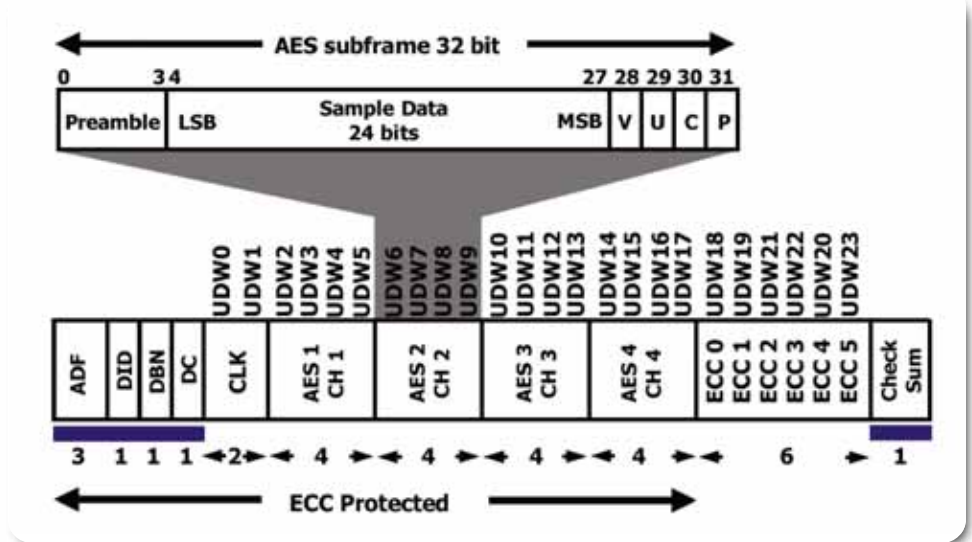 AES subframe 32 bit
0 3 4 27 28 29 30 31
Preamble LSB Sample Data 24 bits MSB V U C P
UDW0
UDW1
UDW2
UDW3
UDW4
UDW5
UDW6
UDW7
UDW8
UDW9
UDW10
UDW11
UDW12
UDW13
UDW14
UDW15
UDW16
UDW17
UDW18
UDW19
UDW21
UDW22
UDW20
UDW23
ADF
DID
DBN
DC
CLK
AES 1
CH 1
AES 2
CH 2
AES 3
CH 3
AES 4
CH 4
ECC 0
ECC 1
ECC 2
ECC 3
ECC 4
ECC 5
Check
Sum
3 1 1 1 2 4 4 4 4 6 1
ECC Protected